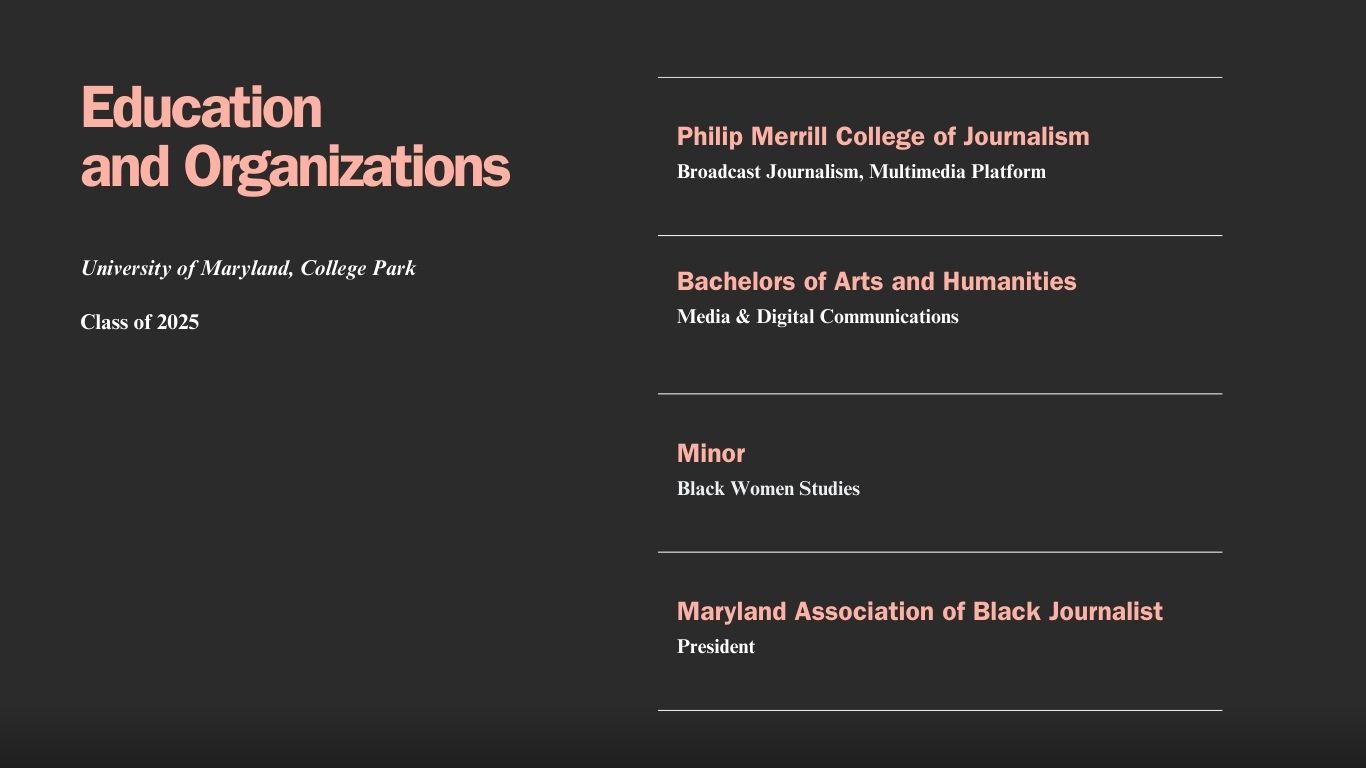 Education
and Organizations
University of Maryland, College Park
Class of 2025
Philip Merrill College of Journalism
Broadcast Journalism, Multimedia Platform
Bachelors of Arts and Humanities
Media & Digital Communications
Minor
Black Women Studies
Maryland Association of Black Journalist
President